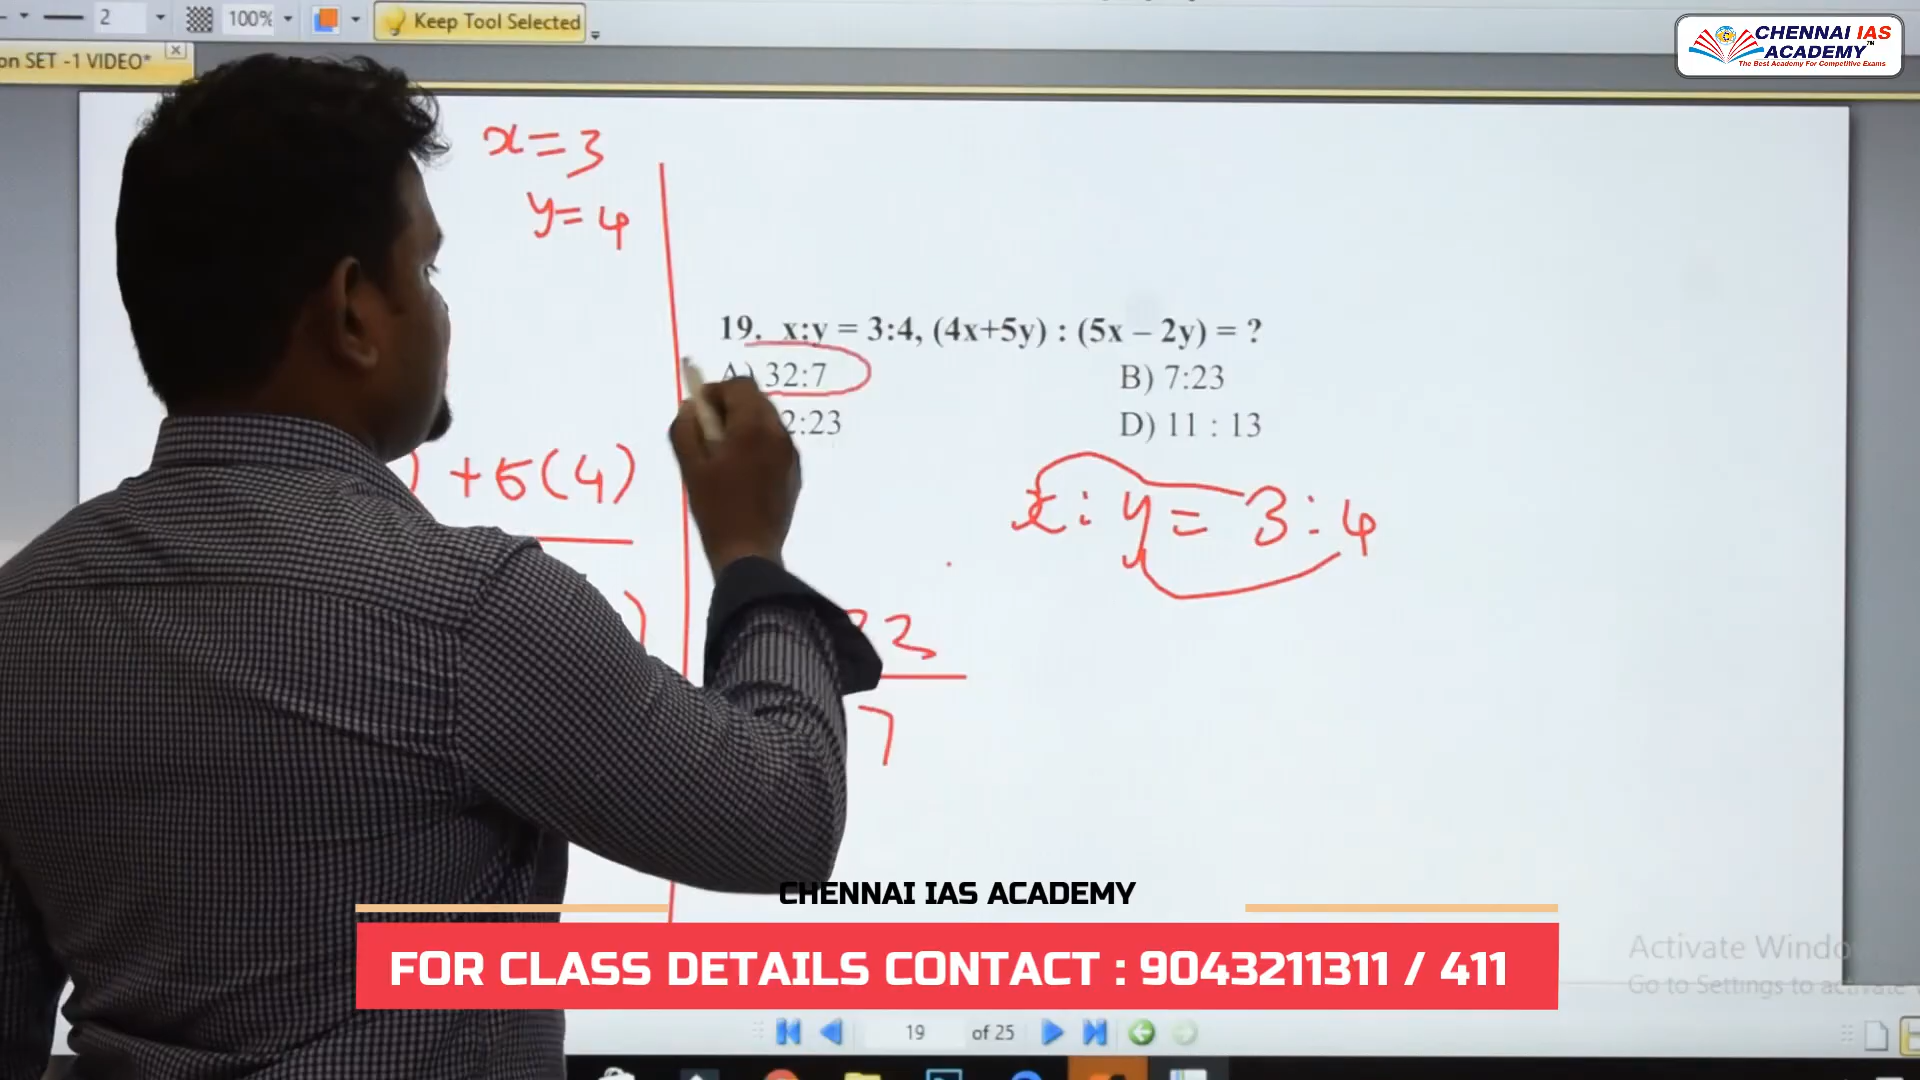 2
100%
Keep Tool Selected
on SET -1 VIDEO*
CHENNAI IAS
ACADEMY
The Best Academy For Competitive Exams
x=3
y=4
19. x:y = 3:4, (4x+5y) : (5x – 2y) = ?
A) 32:7
B) 7:23
2:23
D) 11 : 13
) +5(4)
x: y = 3:4
)
32
7
CHENNAI IAS ACADEMY
FOR CLASS DETAILS CONTACT : 9043211311 / 411
Activate Windo
Go to Settings to activate
19 of 25